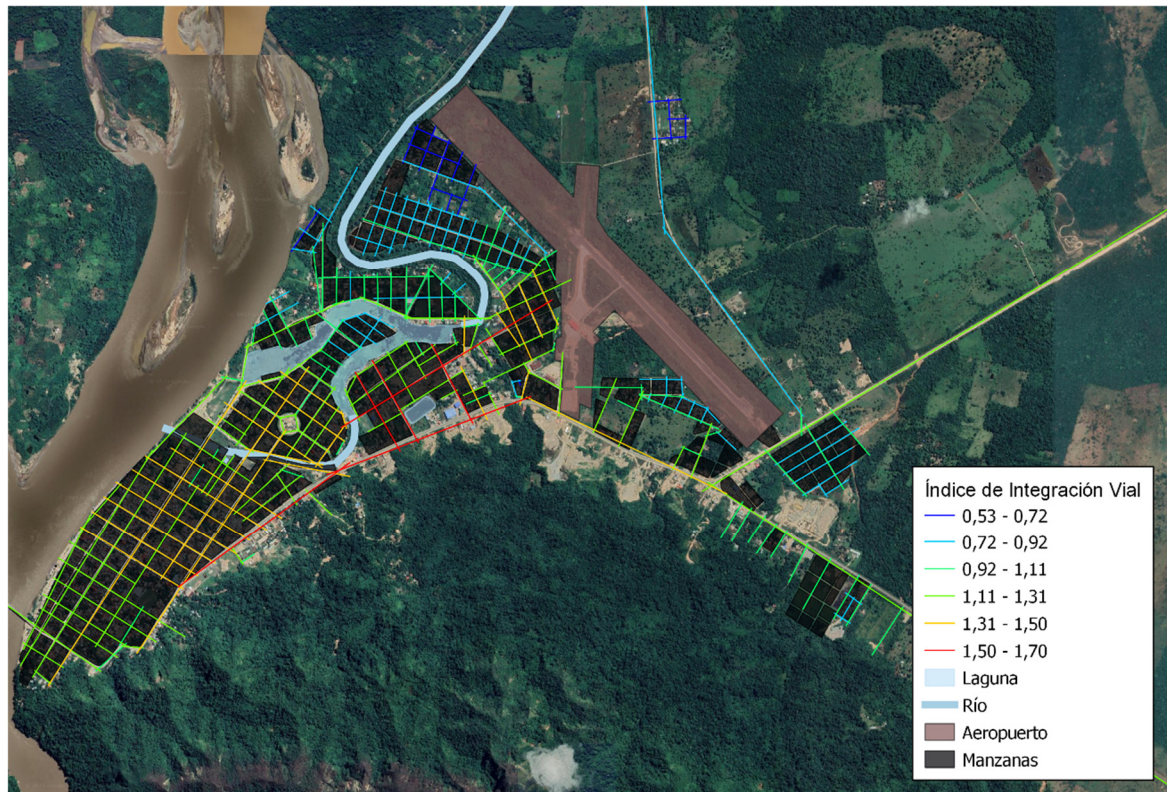 Índice de Integración Vial
0,53 - 0,72
0,72 - 0,92
0,92 - 1,11
1,11 - 1,31
1,31 - 1,50
1,50 - 1,70
Laguna
Río
Aeropuerto
Manzanas